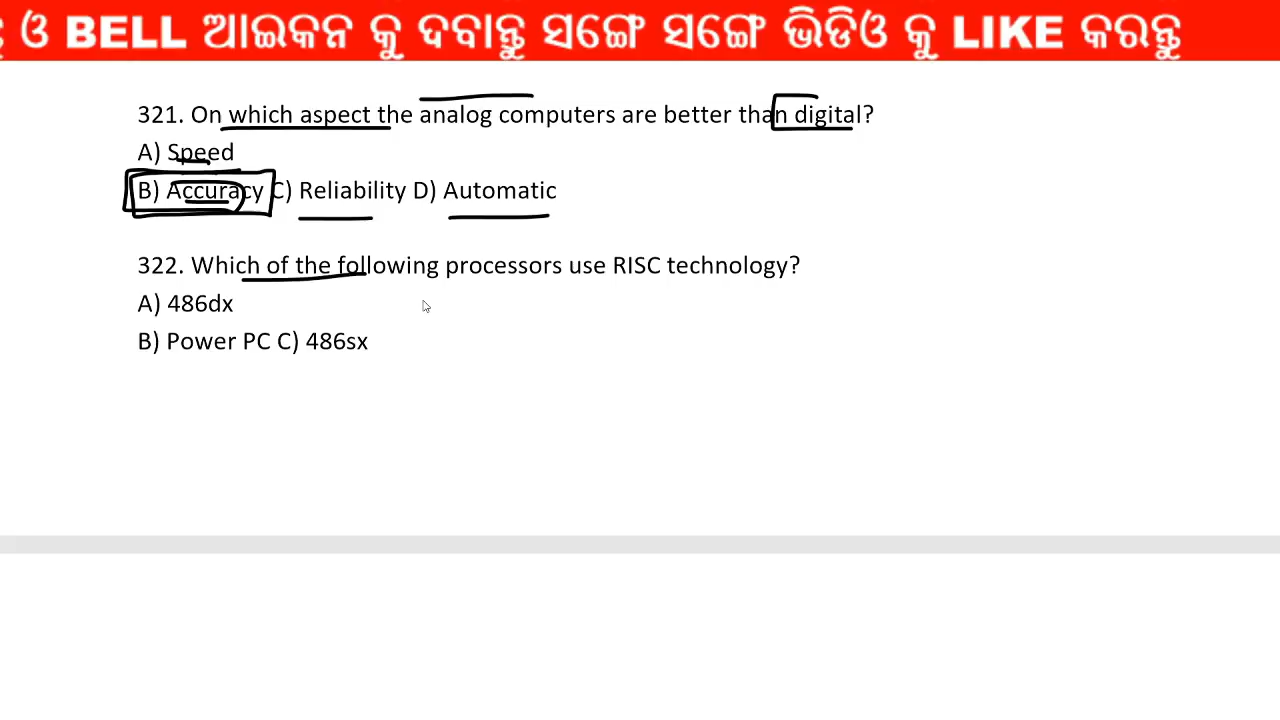 ଓ BELL ଆଇକନ କୁ ଦବାନ୍ତୁ ସଙ୍ଗେ ସଙ୍ଗେ ଭିଡିଓ କୁ LIKE କରନ୍ତୁ
321. On which aspect the analog computers are better than digital?
A) Speed
B) Accuracy C) Reliability D) Automatic
322. Which of the following processors use RISC technology?
A) 486dx
B) Power PC C) 486sx